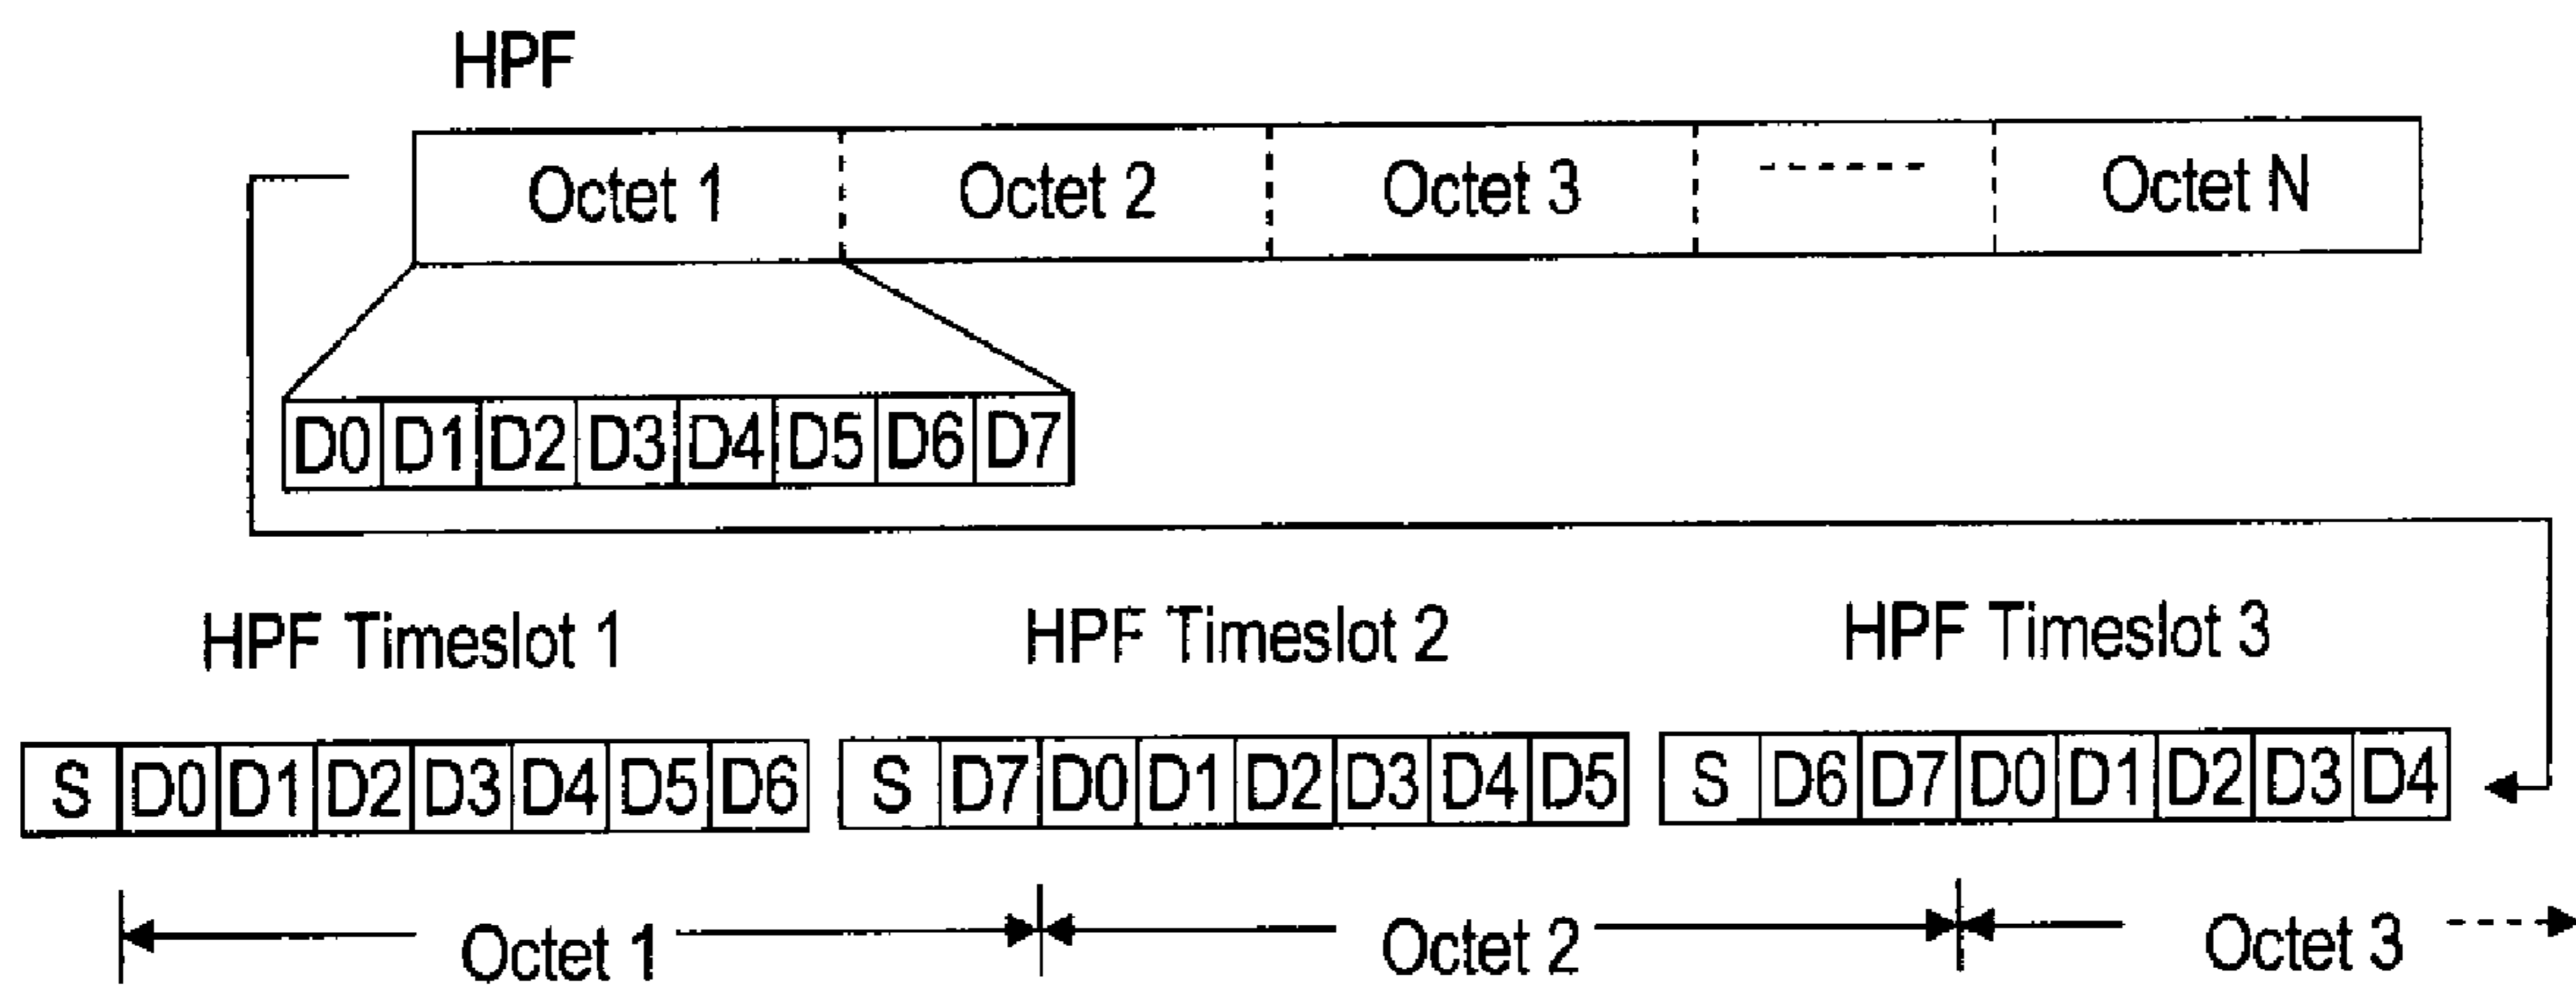 HPF
Octet 1 Octet 2 Octet 3 Octet N
D0 D1 D2 D3 D4 D5 D6 D7
HPF Timeslot 1 HPF Timeslot 2 HPF Timeslot 3
S D0 D1 D2 D3 D4 D5 D6 S D7 D0 D1 D2 D3 D4 D5 S D6 D7 D0 D1 D2 D3 D4
Octet 1 Octet 2 Octet 3